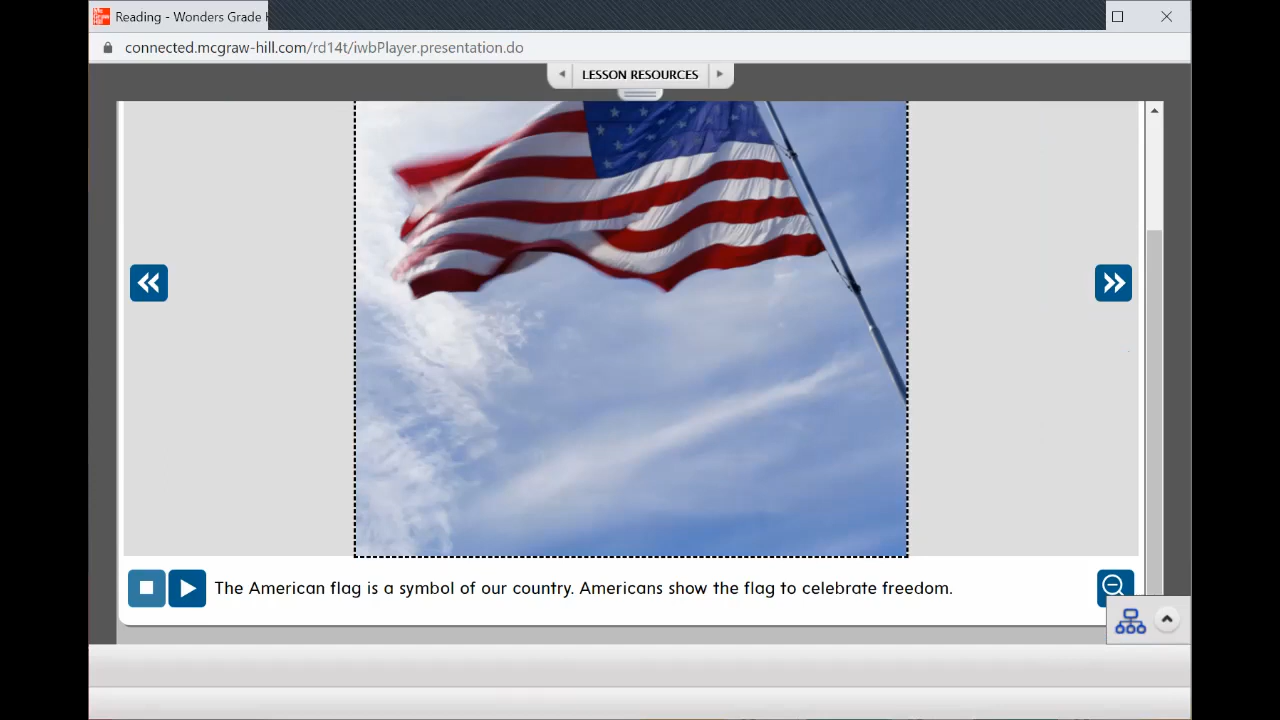 Reading - Wonders Grade
connected.mcgraw-hill.com/rd14t/iwbPlayer.presentation.do
LESSON RESOURCES
The American flag is a symbol of our country. Americans show the flag to celebrate freedom.